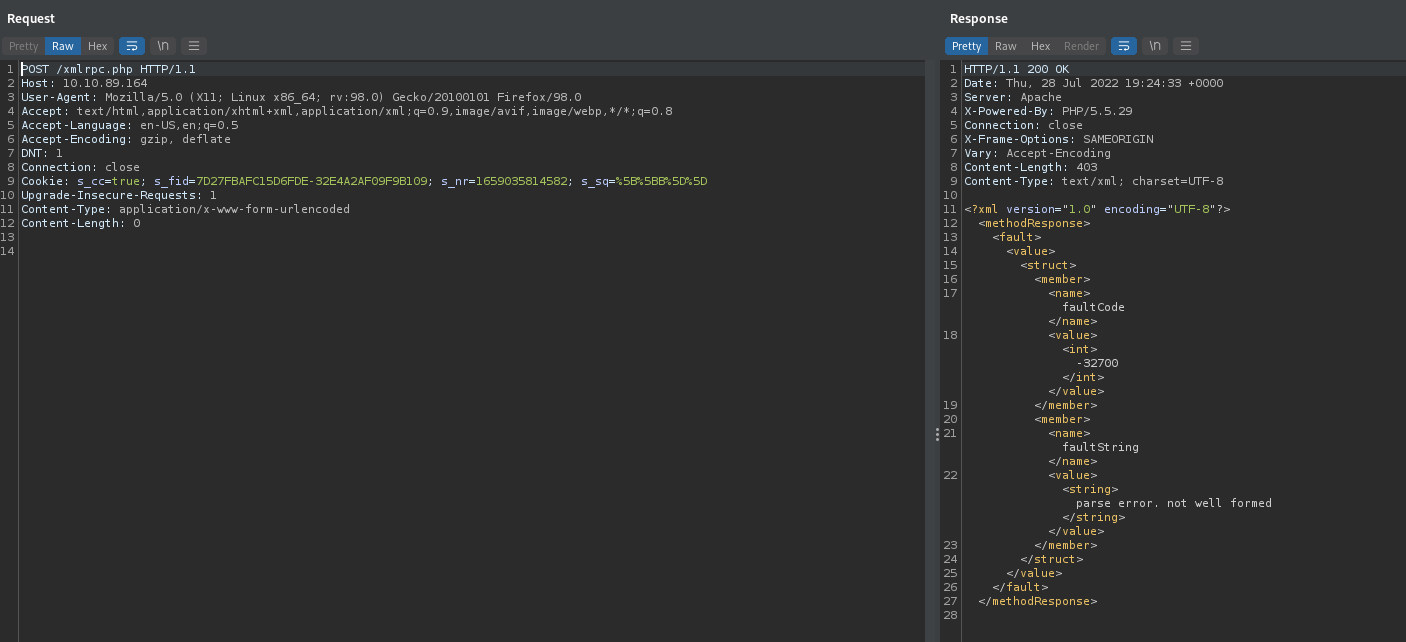 Request
Pretty Raw Hex \n
1 POST /xmlrpc.php HTTP/1.1
2 Host: 10.10.89.164
3 User-Agent: Mozilla/5.0 (X11; Linux x86_64; rv:98.0) Gecko/20100101 Firefox/98.0
4 Accept: text/html,application/xhtml+xml,application/xml;q=0.9,image/avif,image/webp,*/*;q=0.8
5 Accept-Language: en-US,en;q=0.5
6 Accept-Encoding: gzip, deflate
7 DNT: 1
8 Connection: close
9 Cookie: s_cc=true; s_fid=7D27FBAFC15D6FDE-32E4A2AF09F9B109; s_nr=1659035814582; s_sq=%5B%5BB%5D%5D
10 Upgrade-Insecure-Requests: 1
11 Content-Type: application/x-www-form-urlencoded
12 Content-Length: 0
13
14
Response
Pretty Raw Hex Render \n
1 HTTP/1.1 200 OK
2 Date: Thu, 28 Jul 2022 19:24:33 +0000
3 Server: Apache
4 X-Powered-By: PHP/5.5.29
5 Connection: close
6 X-Frame-Options: SAMEORIGIN
7 Vary: Accept-Encoding
8 Content-Length: 403
9 Content-Type: text/xml; charset=UTF-8
10
11 <?xml version="1.0" encoding="UTF-8"?>
12 <methodResponse>
13 <fault>
14 <value>
15 <struct>
16 <member>
17 <name>
faultCode
</name>
18 <value>
<int>
-32700
</int>
</value>
19 </member>
20 <member>
21 <name>
faultString
</name>
22 <value>
<string>
parse error. not well formed
</string>
</value>
23 </member>
24 </struct>
25 </value>
26 </fault>
27 </methodResponse>
28